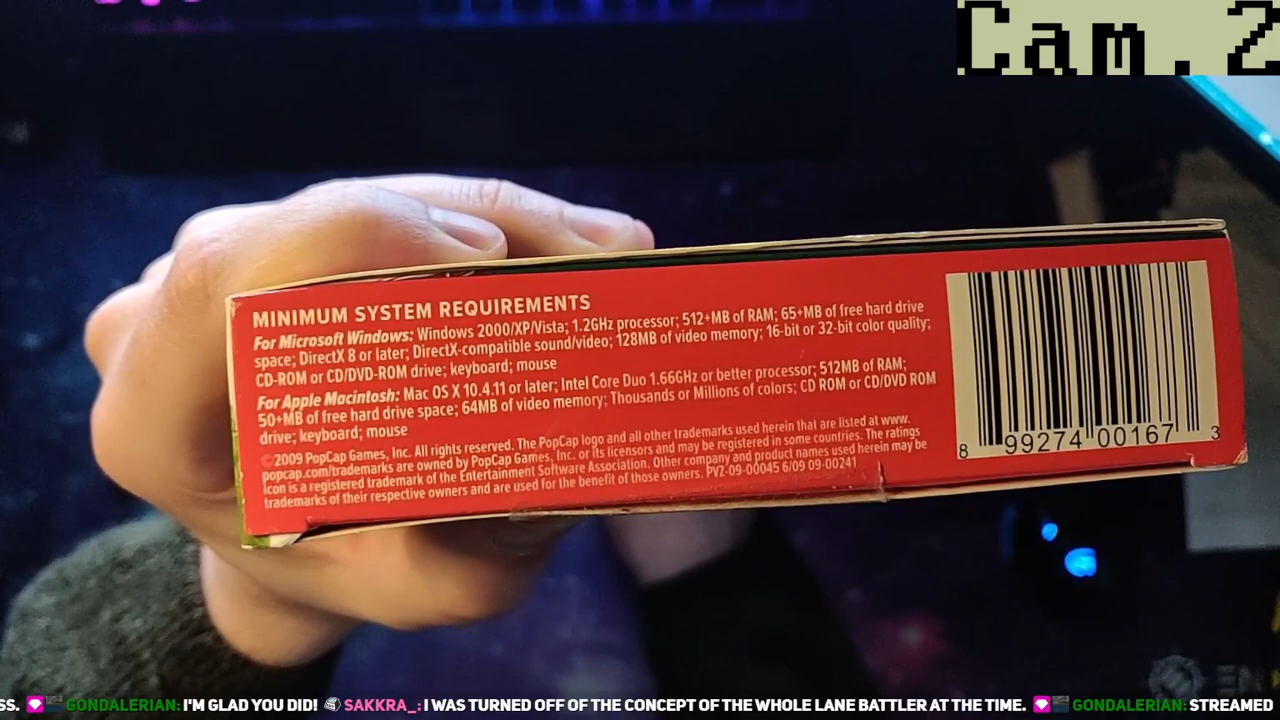 Cam.2
MINIMUM SYSTEM REQUIREMENTS
For Microsoft Windows: Windows 2000/XP/Vista; 1.2GHz processor; 512+MB of RAM; 65+MB of free hard drive
space; DirectX 8 or later; DirectX-compatible sound/video; 128MB of video memory; 16-bit or 32-bit color quality;
CD-ROM or CD/DVD-ROM drive; keyboard; mouse
For Apple Macintosh: Mac OS X 10.4.11 or later; Intel Core Duo 1.66GHz or better processor; 512MB of RAM;
50+MB of free hard drive space; 64MB of video memory; Thousands or Millions of colors; CD ROM or CD/DVD ROM
drive; keyboard; mouse
©2009 PopCap Games, Inc. All rights reserved. The PopCap logo and all other trademarks used herein that are listed at www.
popcap.com/trademarks are owned by PopCap Games, Inc. or its licensors and may be registered in some countries. The ratings
icon is a registered trademark of the Entertainment Software Association. Other company and product names used herein may be
trademarks of their respective owners and are used for the benefit of those owners. PVZ-09-00045 6/09 09-00241
8 99274 00167 3
SS. GONDALERIAN: I'M GLAD YOU DID! SAKKRA_: I WAS TURNED OFF OF THE CONCEPT OF THE WHOLE LANE BATTLER AT THE TIME. GONDALERIAN: STREAMED